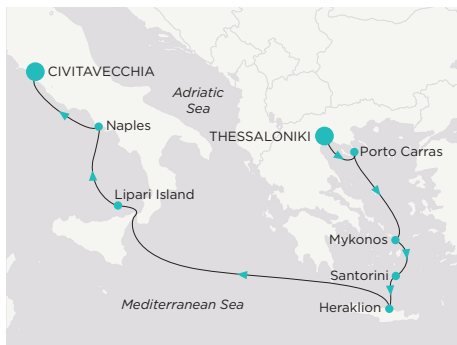 CIVITAVECCHIA
Adriatic
Sea
Naples
THESSALONIKI
Porto Carras
Lipari Island
Mykonos
Santorini
Mediterranean Sea
Heraklion